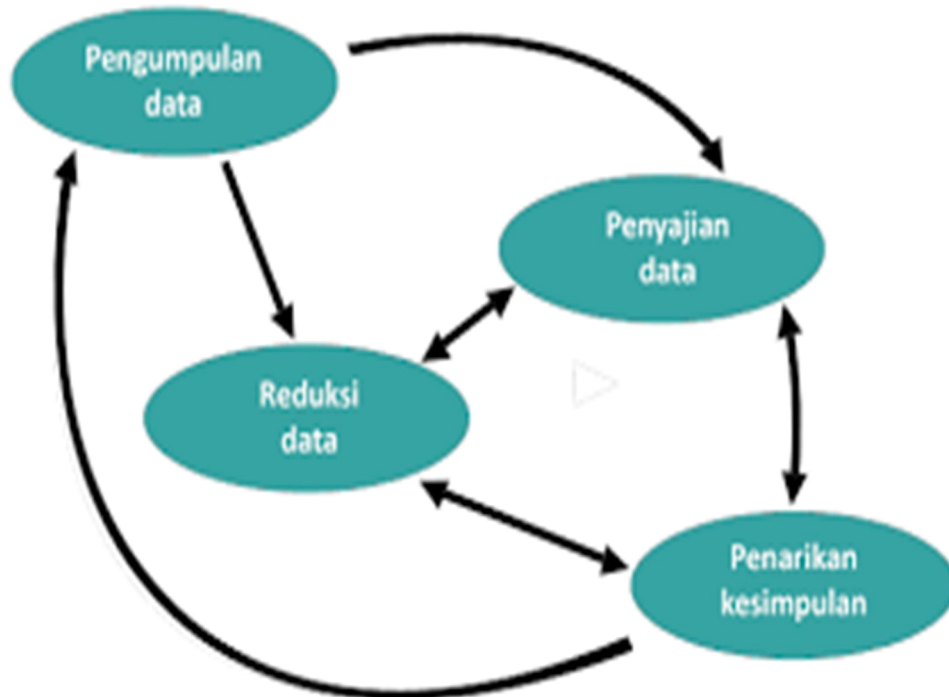 Pengumpulan
data
Penyajian
data
Reduksi
data
Penarikan
kesimpulan